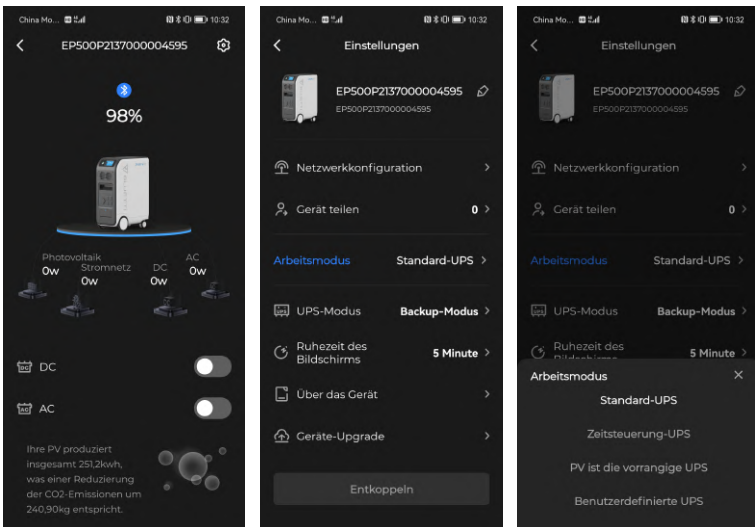 China Mo... 10:32
EP500P2137000004595
98%
Photovoltaik
0w
Stromnetz
0w
DC
0w
AC
0w
DC
AC
Ihre PV produziert
insgesamt 251,2kwh,
was einer Reduzierung
der CO2-Emissionen um
240,90kg entspricht.
China Mo... 10:32
Einstellungen
EP500P2137000004595
EP500P2137000004595
Netzwerkkonfiguration
Gerät teilen 0
Arbeitsmodus Standard-UPS
UPS-Modus Backup-Modus
Ruhezeit des
Bildschirms 5 Minute
Über das Gerät
Geräte-Upgrade
Entkoppeln
China Mo... 10:32
Einstellungen
EP500P2137000004595
EP500P2137000004595
Netzwerkkonfiguration
Gerät teilen 0
Arbeitsmodus Standard-UPS
UPS-Modus Backup-Modus
Ruhezeit des
Bildschirms 5 Minute
Arbeitsmodus
Standard-UPS
Zeitsteuerung-UPS
PV ist die vorrangige UPS
Benutzerdefinierte UPS